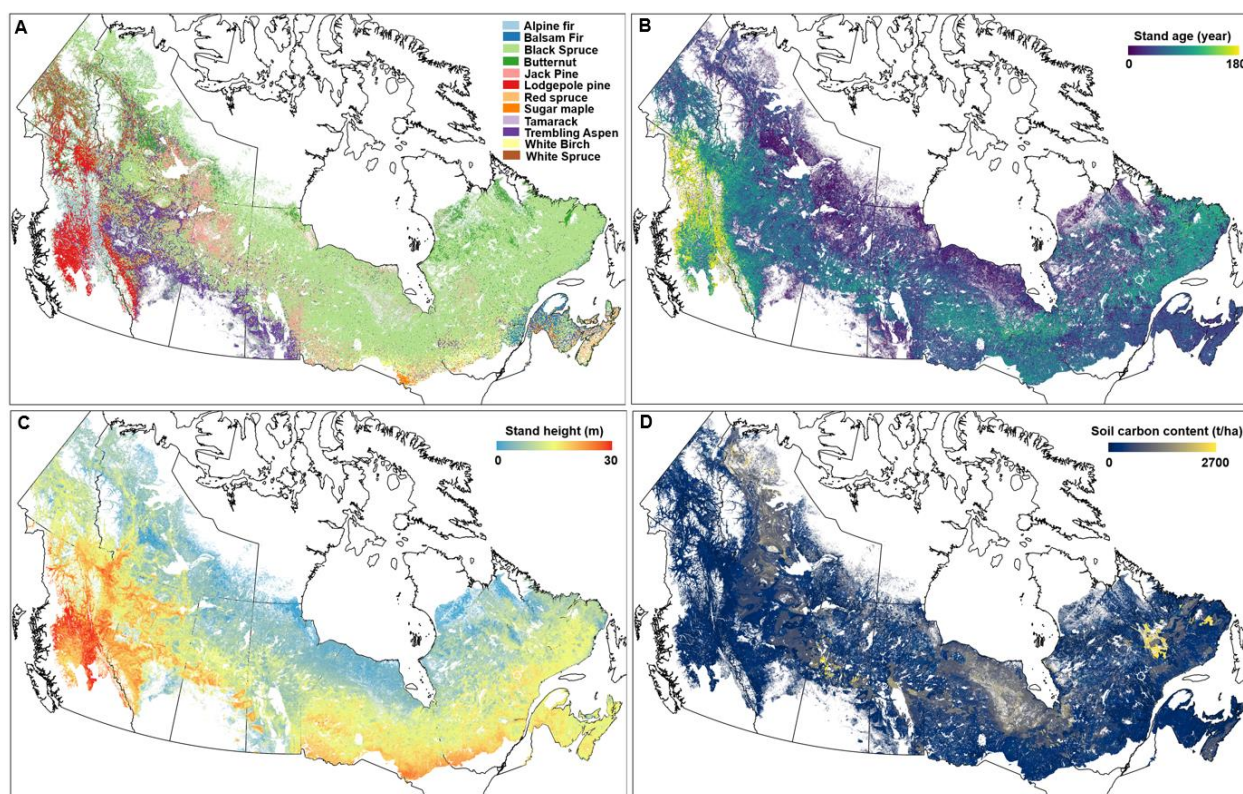 A
Alpine fir
Balsam Fir
Black Spruce
Butternut
Jack Pine
Lodgepole pine
Red spruce
Sugar maple
Tamarack
Trembling Aspen
White Birch
White Spruce
B
Stand age (year)
0 180
C
Stand height (m)
0 30
D
Soil carbon content (t/ha)
0 2700